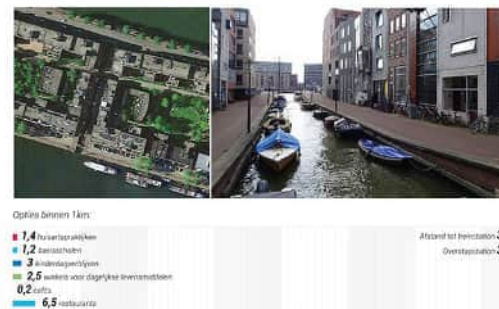 Opties binnen 1km:
1,4 huisartspraktijken
1,2 basisscholen
3 kinderdagverblijven
2,5 winkels voor dagelijkse levensmiddelen
0,2 cafés
6,5 restaurants
Afstand tot treinstation
Overstapstation